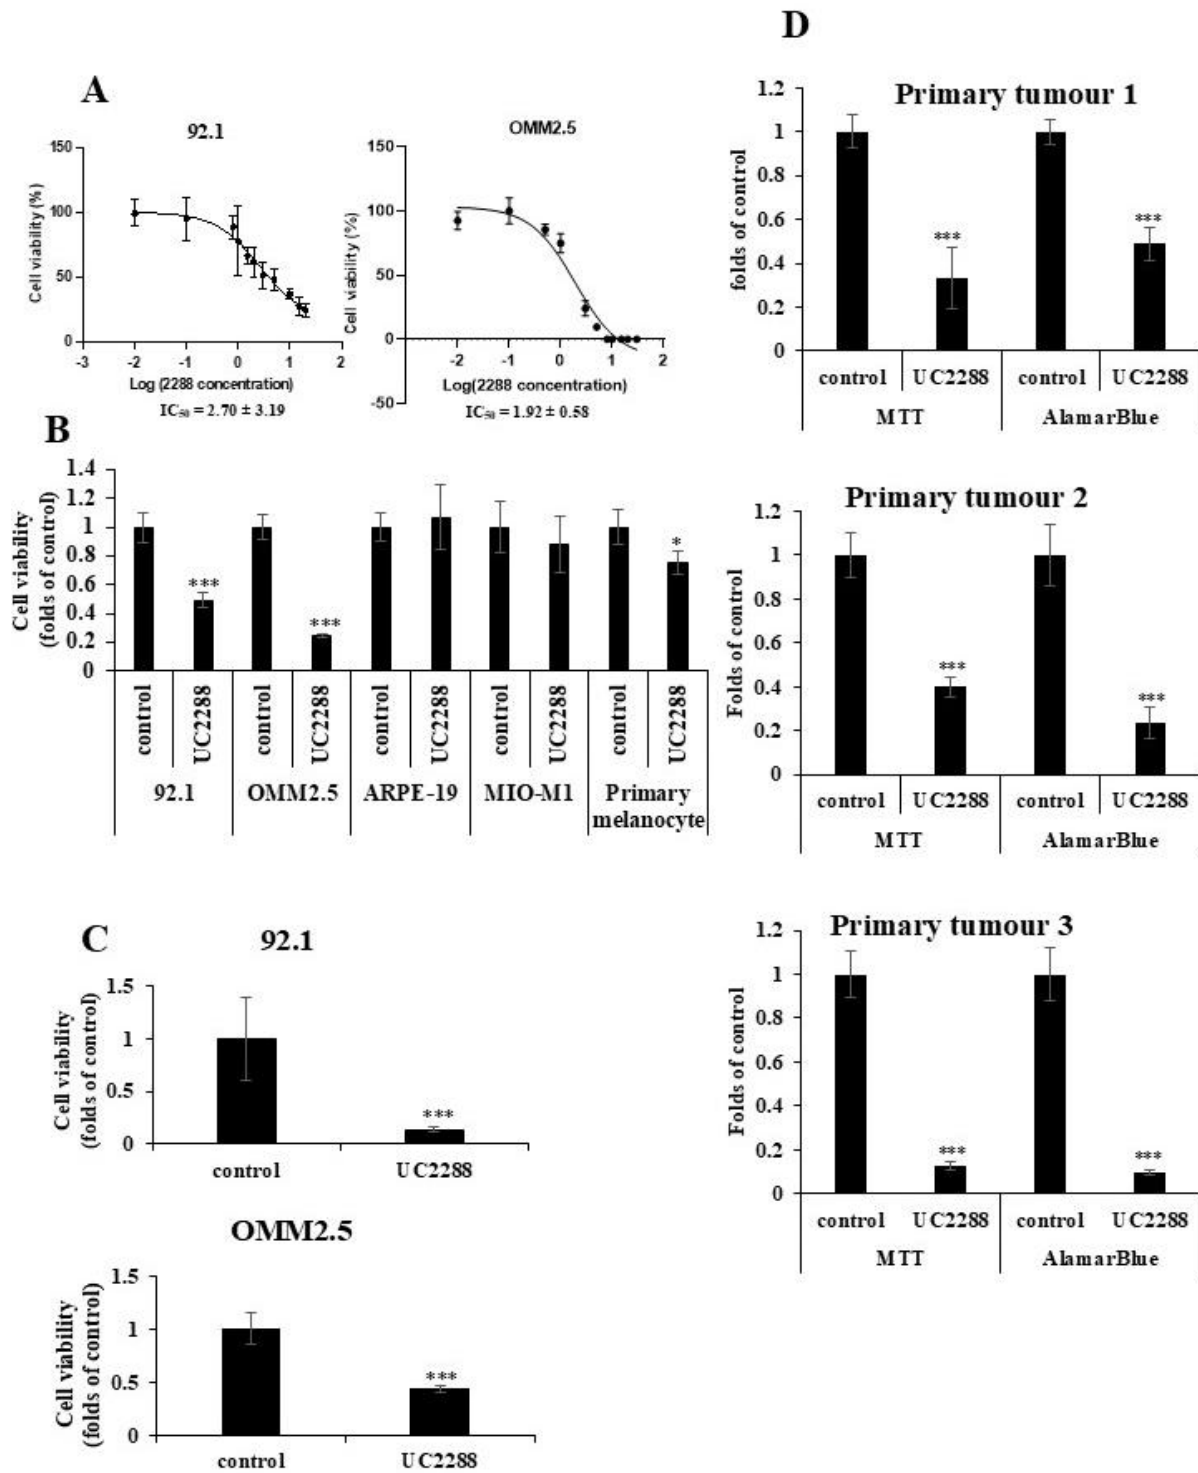 A
92.1
150
100
50
0
-3 -2 -1 0 1 2
Cell viability (%)
Log (2288 concentration)
IC50 = 2.70 ± 3.19
OMM2.5
150
100
50
0
-50
-2 -1 0 1 2
Cell viability (%)
Log(2288 concentration)
IC50 = 1.92 ± 0.58
B
Cell viability
(folds of control)
1.4
1.2
1
0.8
0.6
0.4
0.2
0
*** *** *
control UC2288 control UC2288 control UC2288 control UC2288 control UC2288
92.1 OMM2.5 ARPE-19 MIO-M1 Primary
melanocyte
C
92.1
Cell viability
(folds of control)
1.5
1
0.5
0
***
control UC2288
OMM2.5
Cell viability
(folds of control)
1.5
1
0.5
0
***
control UC2288
D
Primary tumour 1
folds of control
1.2
1
0.8
0.6
0.4
0.2
0
*** ***
control UC2288 control UC2288
MTT AlamarBlue
Primary tumour 2
Folds of control
1.2
1
0.8
0.6
0.4
0.2
0
*** ***
control UC2288 control UC2288
MTT AlamarBlue
Primary tumour 3
Folds of control
1.2
1
0.8
0.6
0.4
0.2
0
*** ***
control UC2288 control UC2288
MTT AlamarBlue